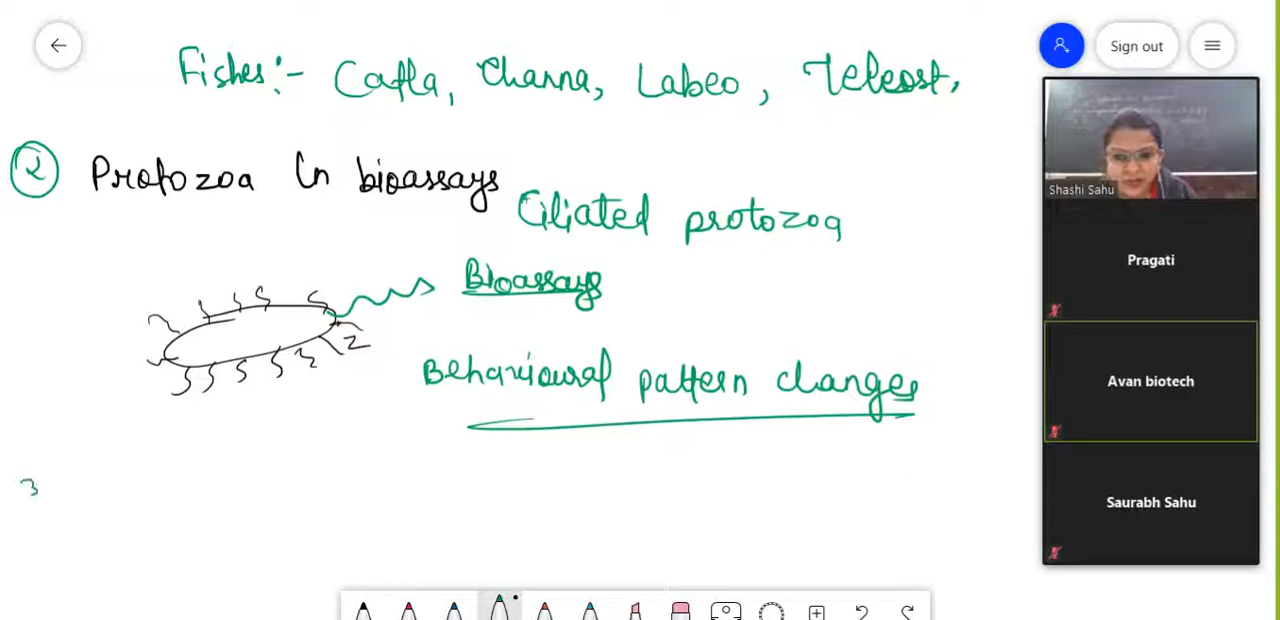 Fishes:- Catla, Channa, Labeo, Teleost,
Sign out
2 Protozoa in bioassays
Ciliated protozoa
Bioassays
Behavioural pattern changes
3
Shashi Sahu
Pragati
Avan biotech
Saurabh Sahu